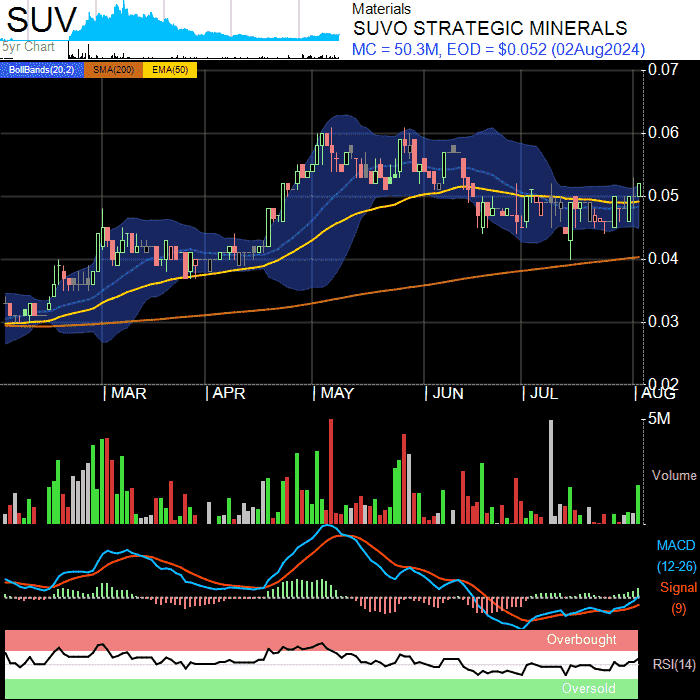 SUV
5yr Chart
Materials
SUVO STRATEGIC MINERALS
MC = 50.3M, EOD = $0.052 (02Aug2024)
BollBands(20,2) SMA(200) EMA(50)
0.07
0.06
0.05
0.04
0.03
0.02
MAR APR MAY JUN JUL AUG
5M
Volume
MACD
(12-26)
Signal
(9)
Overbought
RSI(14)
Oversold